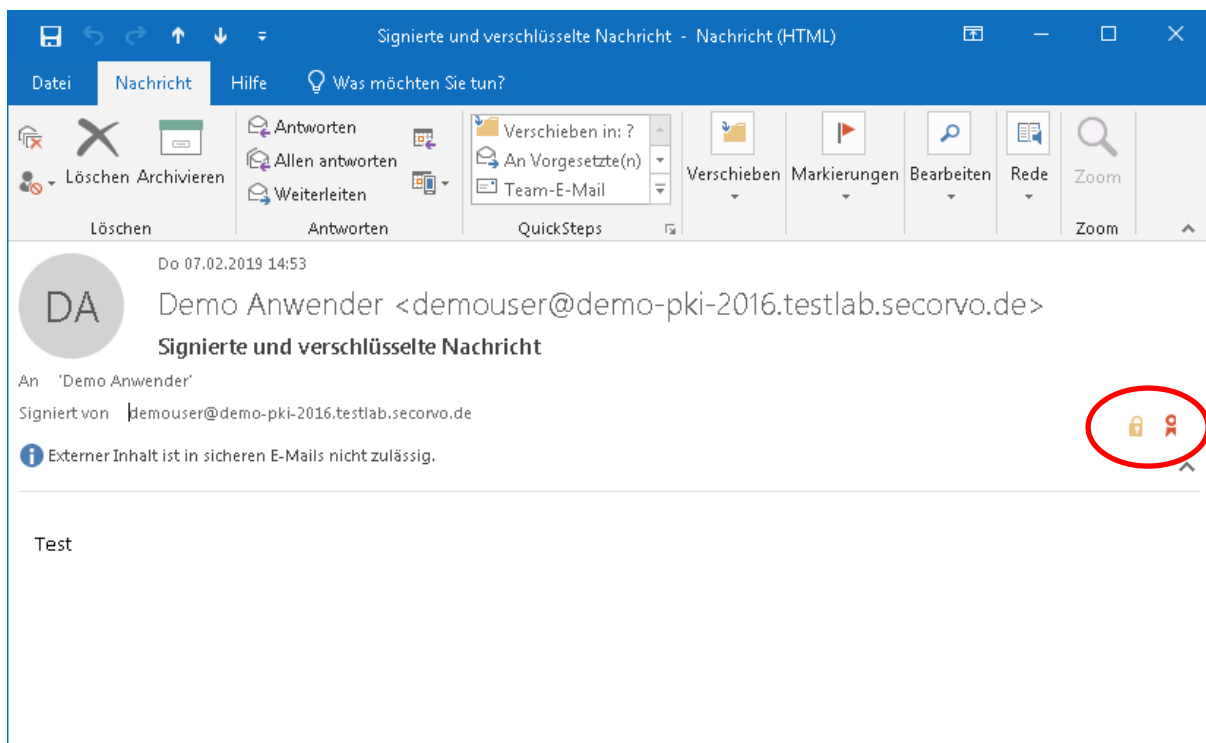 Signierte und verschlüsselte Nachricht - Nachricht (HTML)
Datei Nachricht Hilfe Was möchten Sie tun?
Löschen Archivieren
Antworten
Allen antworten
Weiterleiten
Verschieben in: ?
An Vorgesetzte(n)
Team-E-Mail
Verschieben Markierungen Bearbeiten Rede Zoom
Löschen Antworten QuickSteps Zoom
Do 07.02.2019 14:53
DA
Demo Anwender <demouser@demo-pki-2016.testlab.secorvo.de>
Signierte und verschlüsselte Nachricht
An 'Demo Anwender'
Signiert von demouser@demo-pki-2016.testlab.secorvo.de
Externer Inhalt ist in sicheren E-Mails nicht zulässig.
Test